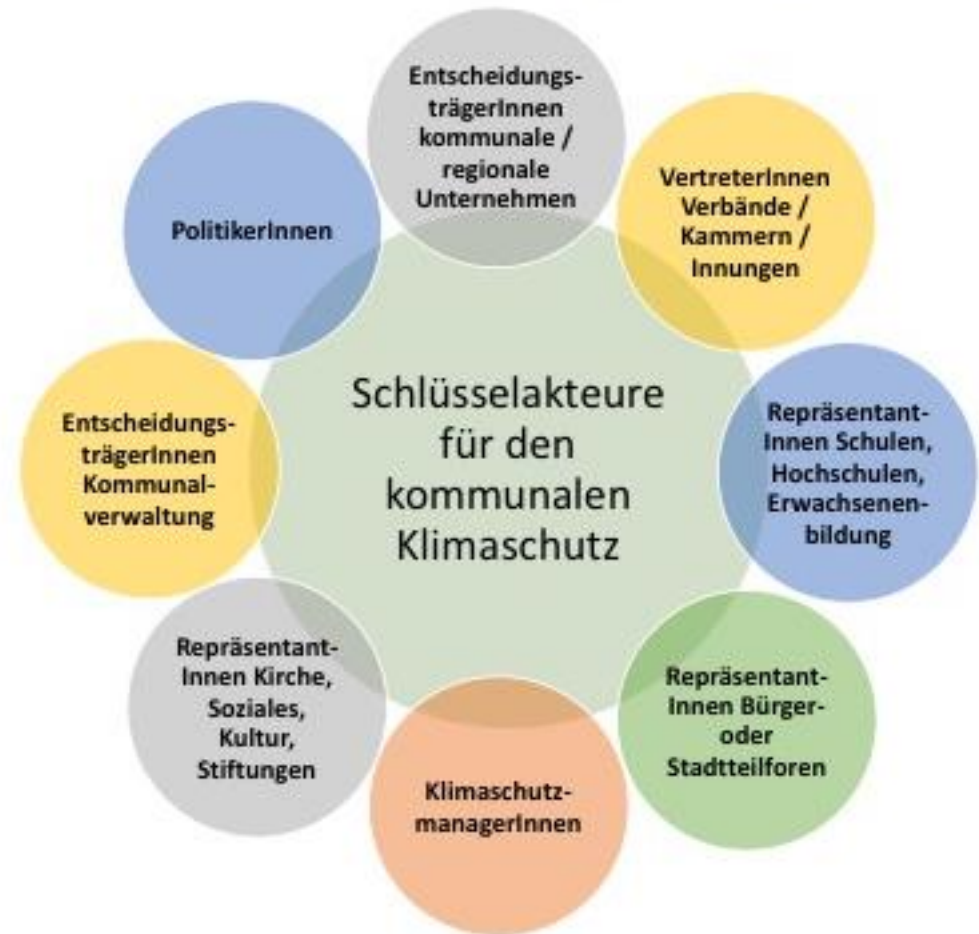 Entscheidungs-
trägerInnen
kommunale /
regionale
Unternehmen
VertreterInnen
Verbände /
Kammern /
Innungen
PolitikerInnen
Schlüsselakteure
für den
kommunalen
Klimaschutz
Repräsentant-
Innen Schulen,
Hochschulen,
Erwachsenen-
bildung
Entscheidungs-
trägerInnen
Kommunal-
verwaltung
Repräsentant-
Innen Kirche,
Soziales,
Kultur,
Stiftungen
Repräsentant-
Innen Bürger-
oder
Stadtteilforen
Klimaschutz-
managerInnen